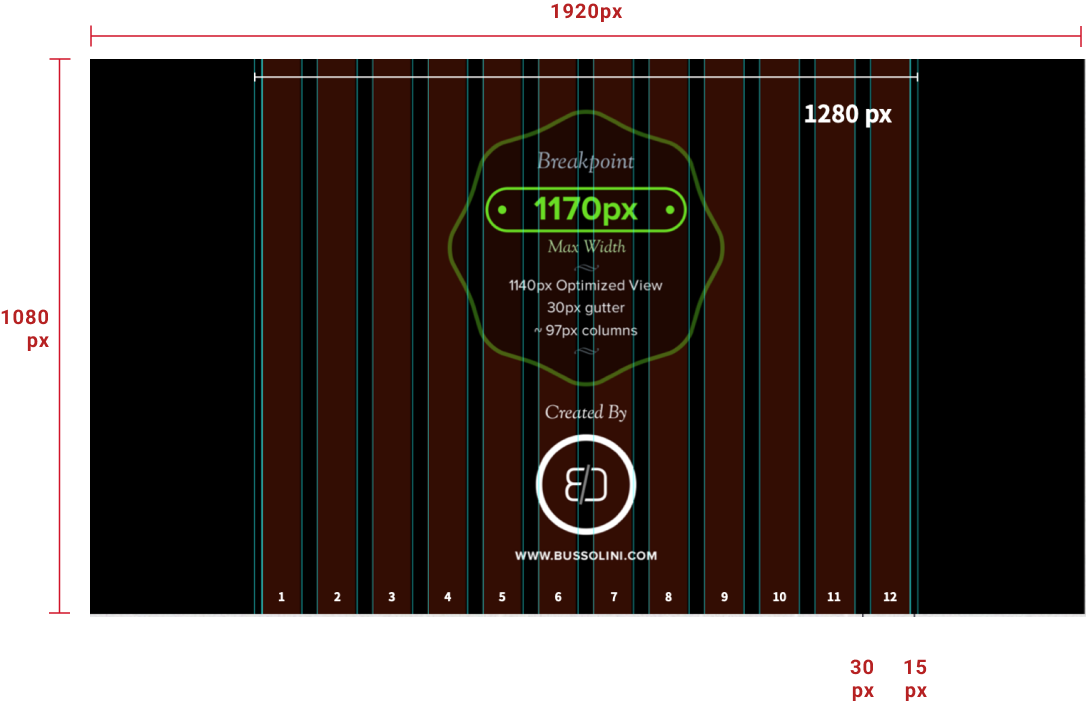 1920px
1280 px
Breakpoint
1170px
Max Width
1140px Optimized View
30px gutter
~ 97px columns
1080
px
Created By
WWW.BUSSOLINI.COM
1 2 3 4 5 6 7 8 9 10 11 12
30 15
px px